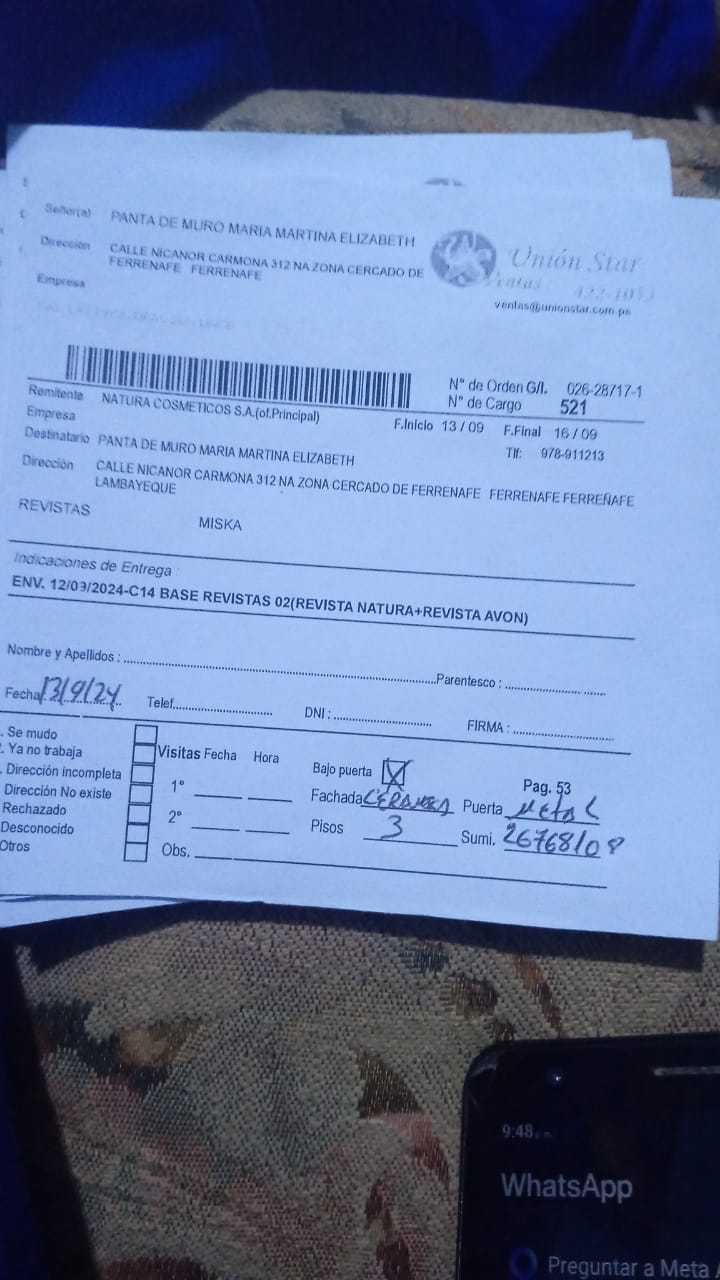 Señor(a) PANTA DE MURO MARIA MARTINA ELIZABETH
Dirección CALLE NICANOR CARMONA 312 NA ZONA CERCADO DE
FERRENAFE FERRENAFE
Empresa
Unión Star
Ventas: 422-1053
ventas@unionstar.com.pe
N° de Orden G/I. 026-28717-1
N° de Cargo 521
Remitente NATURA COSMETICOS S.A.(of.Principal)
Empresa
F.Inicio 13 / 09 F.Final 16 / 09
Destinatario PANTA DE MURO MARIA MARTINA ELIZABETH
Tlf: 978-911213
Dirección CALLE NICANOR CARMONA 312 NA ZONA CERCADO DE FERRENAFE FERRENAFE FERREÑAFE
LAMBAYEQUE
REVISTAS MISKA
Indicaciones de Entrega
ENV. 12/09/2024-C14 BASE REVISTAS 02(REVISTA NATURA+REVISTA AVON)
Nombre y Apellidos : Parentesco :
Fecha 13/9/24 Telef. DNI : FIRMA :
. Se mudo
. Ya no trabaja
. Dirección incompleta
Dirección No existe
Rechazado
Desconocido
Otros
Visitas Fecha Hora
1°
2°
Obs.
Bajo puerta X Pag. 53
Fachada Puerta Metal
Pisos 3 Sumi. 26768108
9:48
WhatsApp
Preguntar a Meta